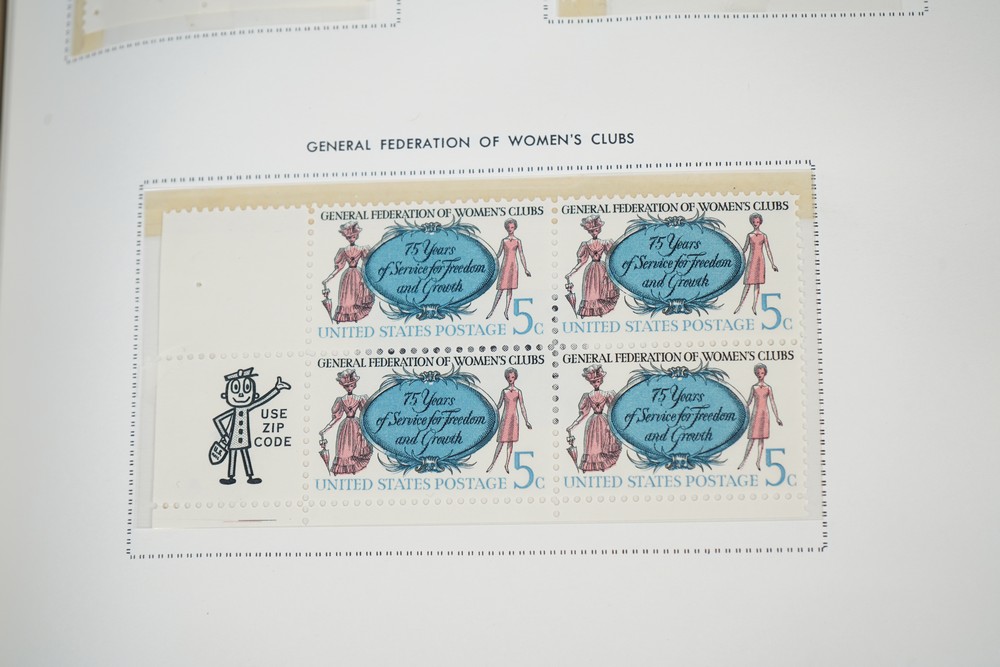 GENERAL FEDERATION OF WOMEN'S CLUBS
GENERAL FEDERATION OF WOMEN'S CLUBS
75 Years
of Service for Freedom
and Growth
UNITED STATES POSTAGE 5c
GENERAL FEDERATION OF WOMEN'S CLUBS
75 Years
of Service for Freedom
and Growth
UNITED STATES POSTAGE 5c
USE
ZIP
CODE
GENERAL FEDERATION OF WOMEN'S CLUBS
75 Years
of Service for Freedom
and Growth
UNITED STATES POSTAGE 5c
GENERAL FEDERATION OF WOMEN'S CLUBS
75 Years
of Service for Freedom
and Growth
UNITED STATES POSTAGE 5c